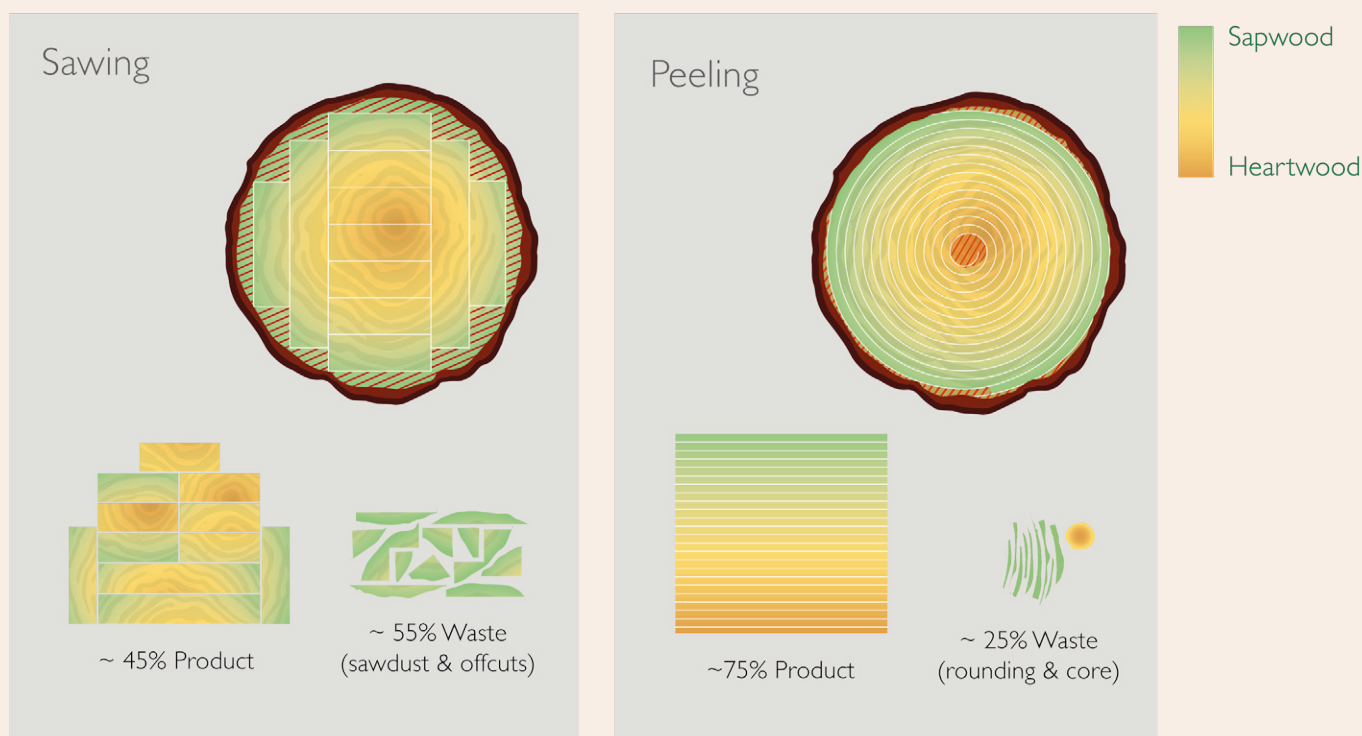 Sawing
~ 45% Product
~ 55% Waste
(sawdust & offcuts)
Peeling
~75% Product
~ 25% Waste
(rounding & core)
Sapwood
Heartwood